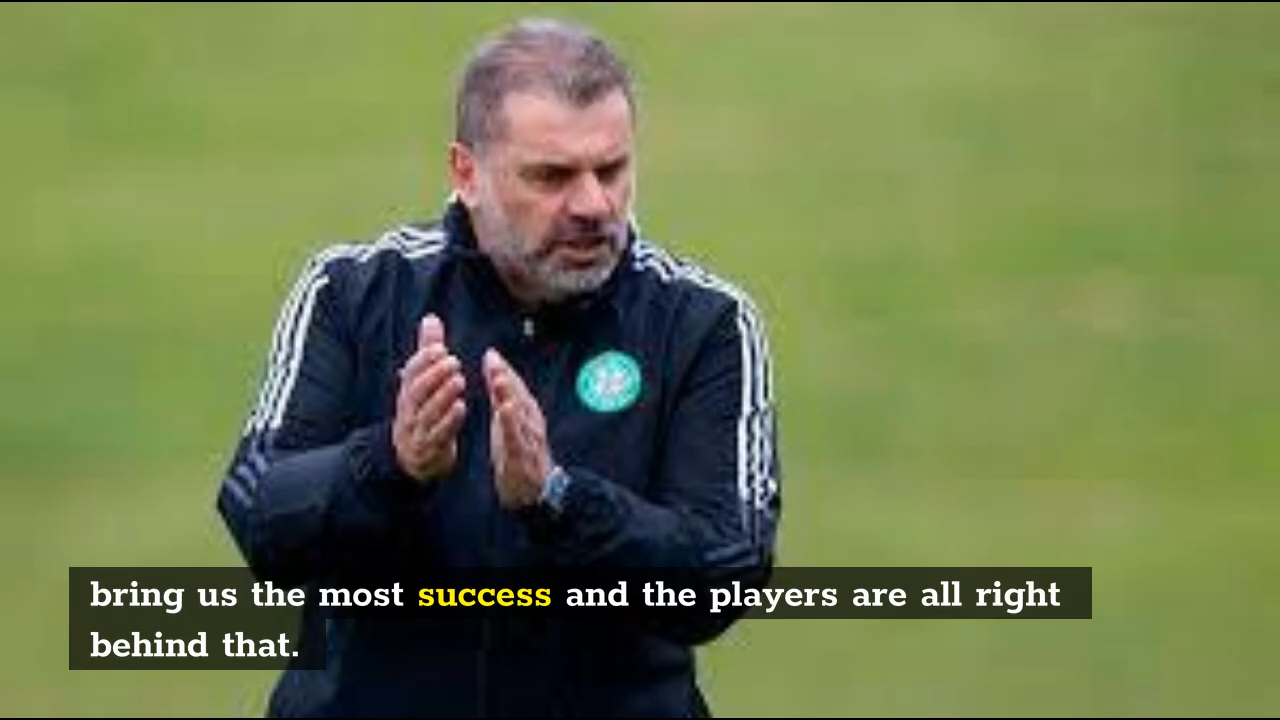 bring us the most success and the players are all right
behind that.